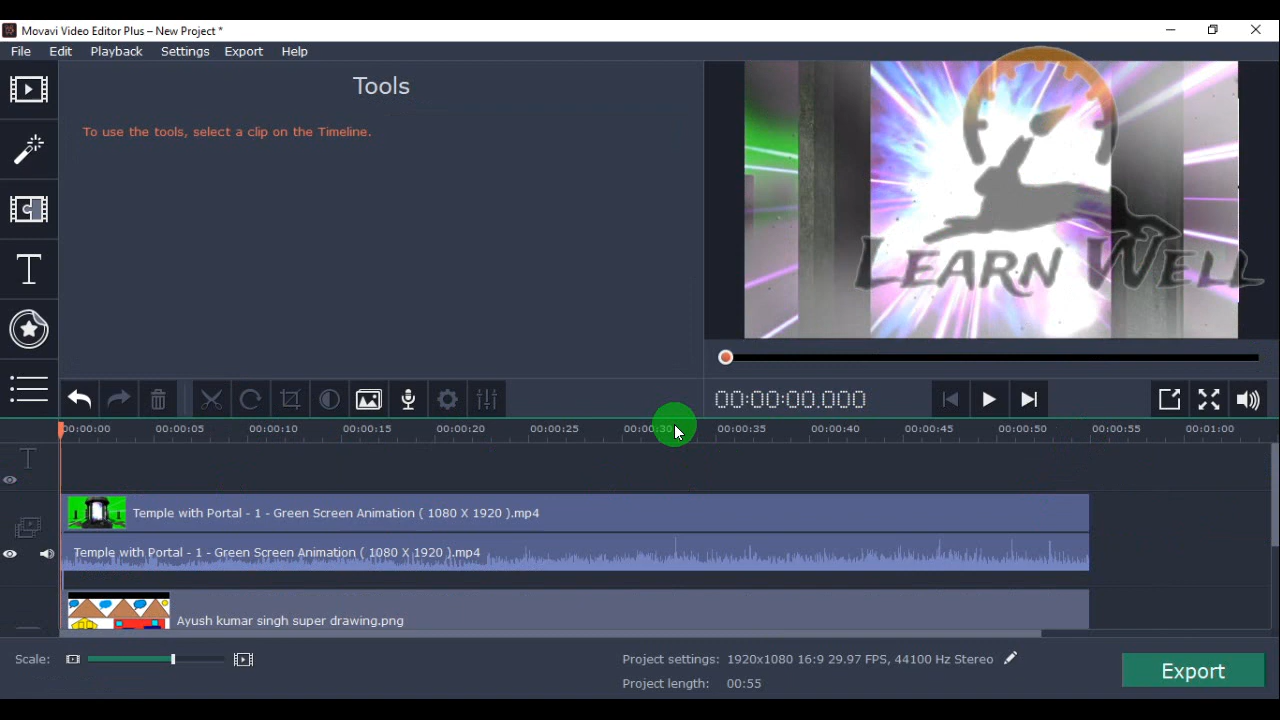 Movavi Video Editor Plus – New Project *
File Edit Playback Settings Export Help
Tools
To use the tools, select a clip on the Timeline.
LEARN WELL
T
00:00:00.000
00:00:00 00:00:05 00:00:10 00:00:15 00:00:20 00:00:25 00:00:30 00:00:35 00:00:40 00:00:45 00:00:50 00:00:55 00:01:00
T
Temple with Portal - 1 - Green Screen Animation ( 1080 X 1920 ).mp4
Temple with Portal - 1 - Green Screen Animation ( 1080 X 1920 ).mp4
Ayush kumar singh super drawing.png
Scale:
Project settings: 1920x1080 16:9 29.97 FPS, 44100 Hz Stereo
Project length: 00:55
Export